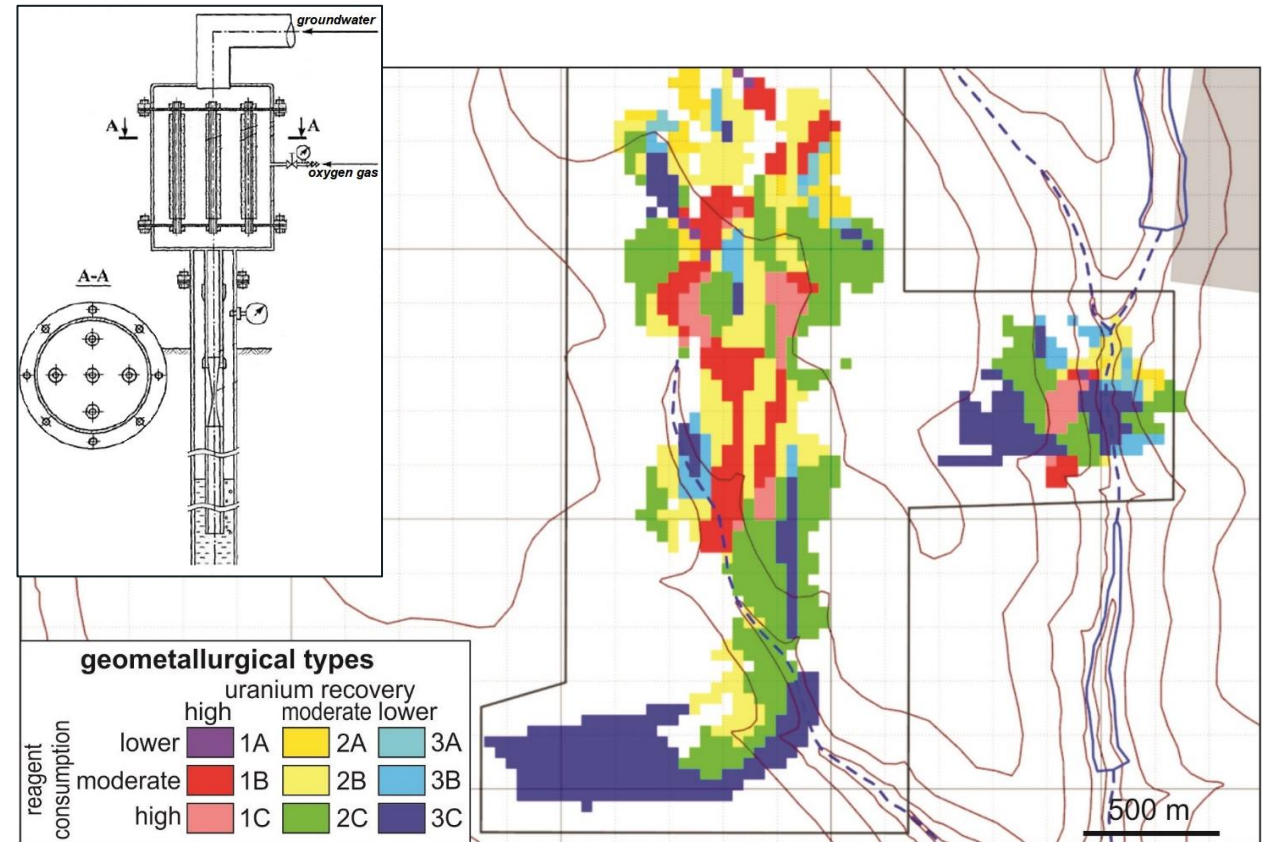 groundwater
A A
oxygen gas
A-A
geometallurgical types
uranium recovery
high moderate lower
reagent consumption
lower 1A 2A 3A
moderate 1B 2B 3B
high 1C 2C 3C
500 m